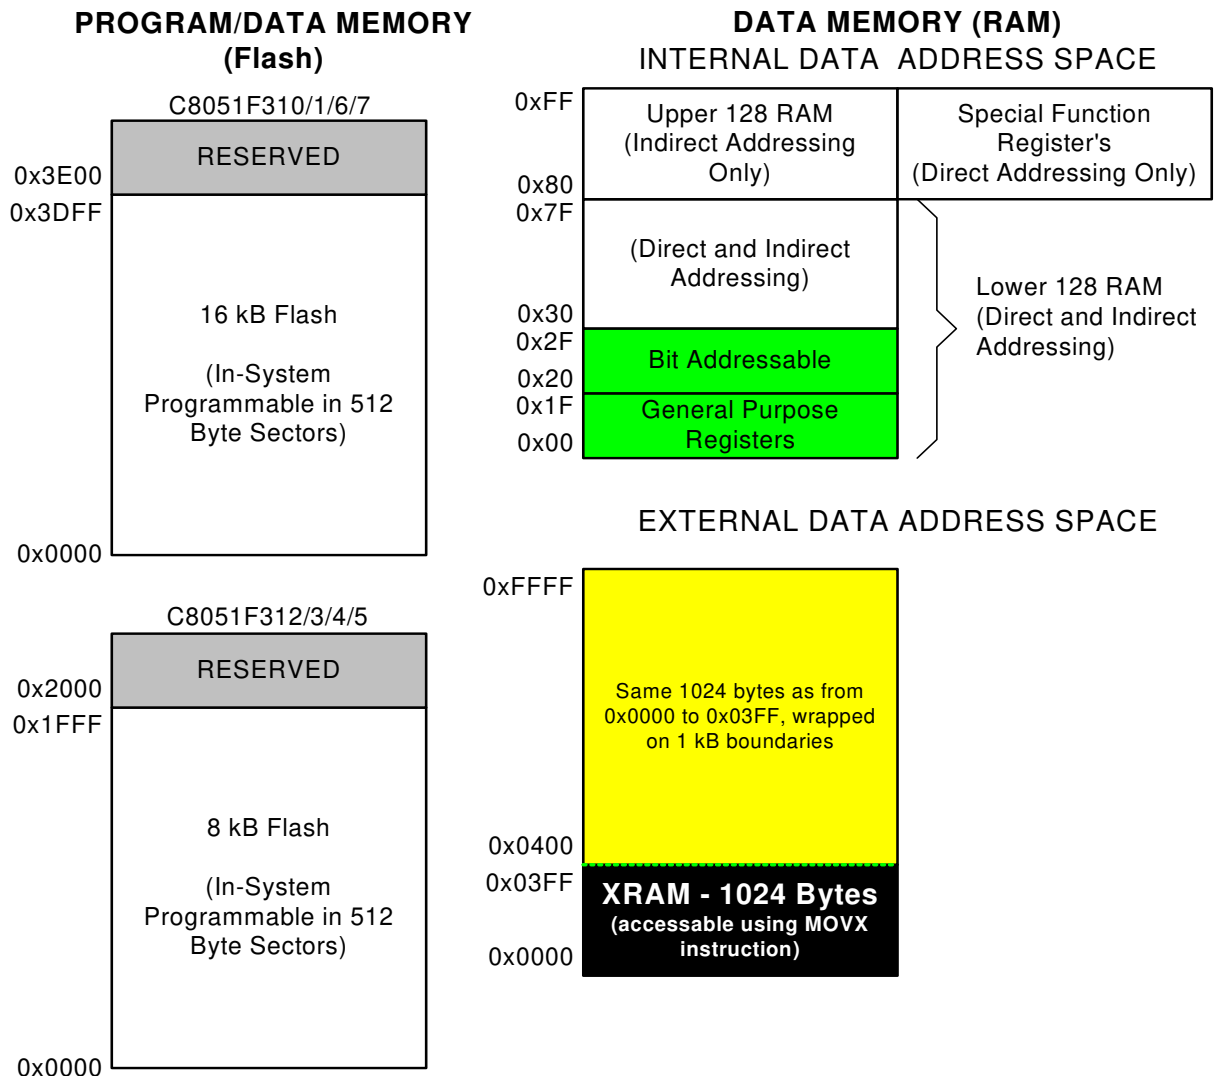 PROGRAM/DATA MEMORY
(Flash)
C8051F310/1/6/7
RESERVED
0x3E00
0x3DFF
16 kB Flash
(In-System
Programmable in 512
Byte Sectors)
0x0000
C8051F312/3/4/5
RESERVED
0x2000
0x1FFF
8 kB Flash
(In-System
Programmable in 512
Byte Sectors)
0x0000
DATA MEMORY (RAM)
INTERNAL DATA ADDRESS SPACE
0xFF
Upper 128 RAM
(Indirect Addressing
Only)
0x80
Special Function
Register's
(Direct Addressing Only)
0x7F
(Direct and Indirect
Addressing)
0x30
Lower 128 RAM
(Direct and Indirect
Addressing)
0x2F
Bit Addressable
0x20
0x1F
General Purpose
Registers
0x00
EXTERNAL DATA ADDRESS SPACE
0xFFFF
Same 1024 bytes as from
0x0000 to 0x03FF, wrapped
on 1 kB boundaries
0x0400
0x03FF
XRAM - 1024 Bytes
(accessable using MOVX
instruction)
0x0000